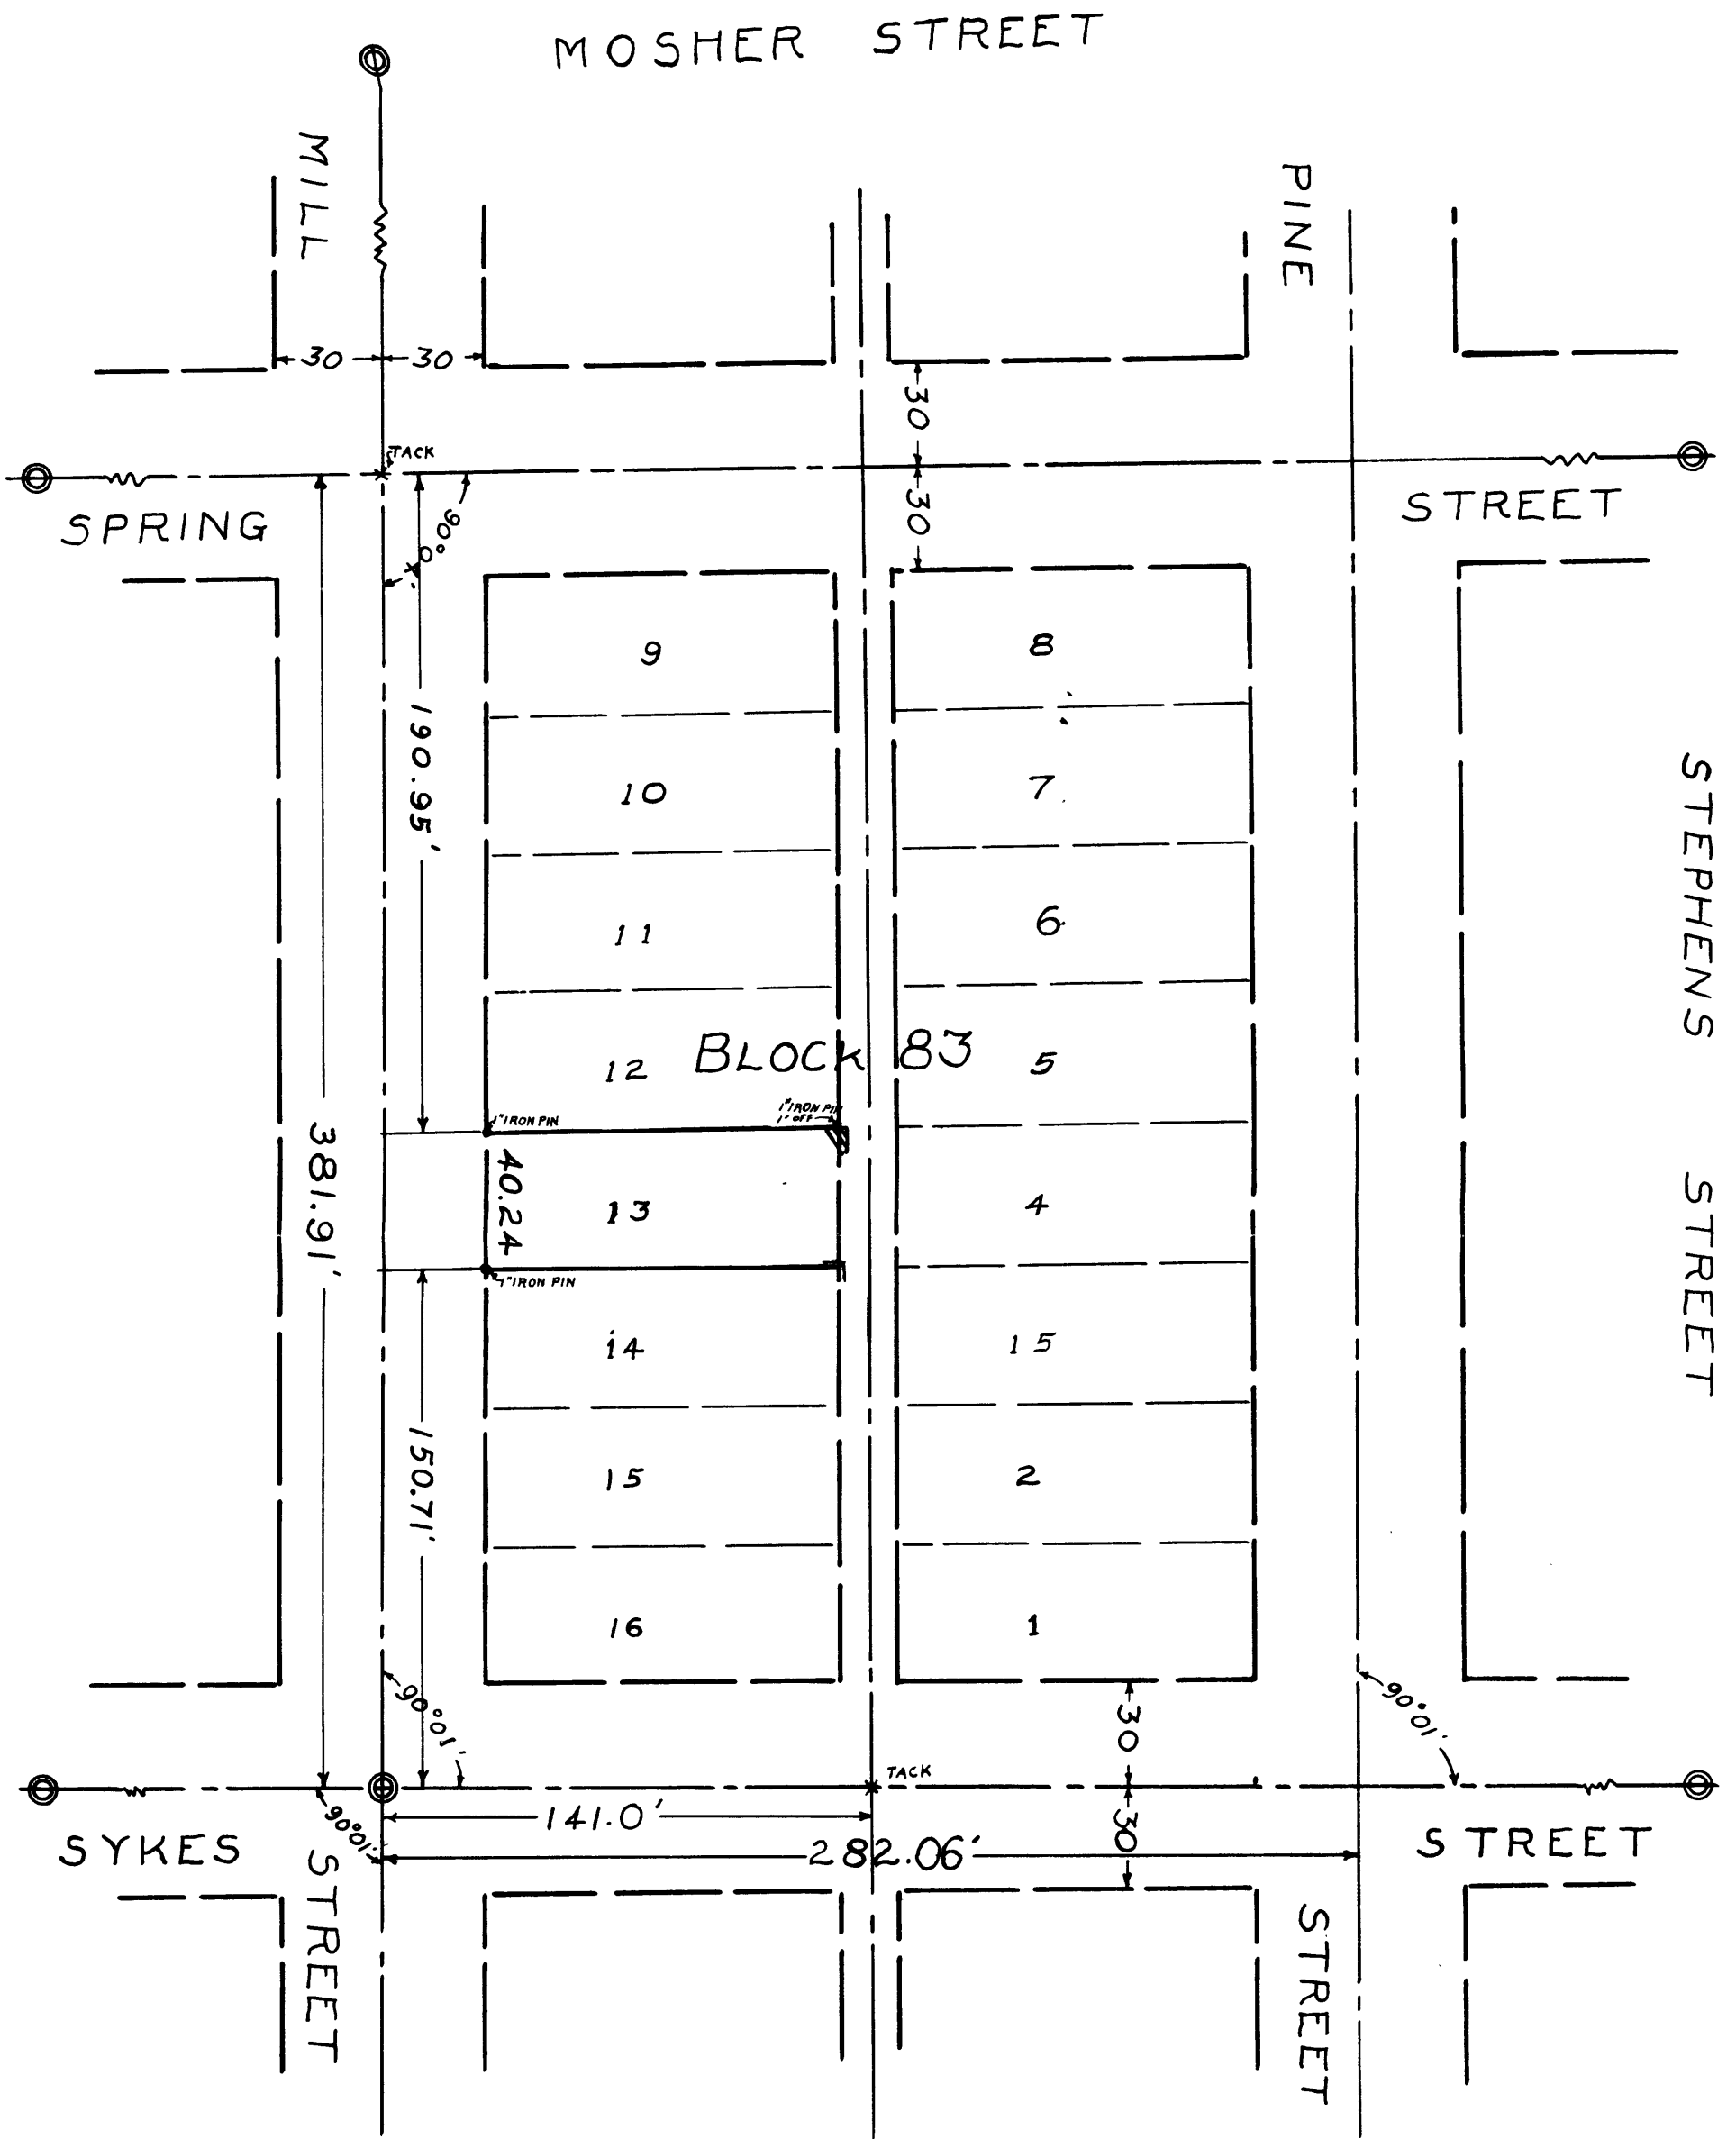 MOSHER STREET
MILL
PINE
30 30
30
TACK
SPRING
30
STREET
90°
9
8
190.95'
10
7
STEPHENS STREET
11
6
BLOCK 83
12
5
1" IRON PIN
1" IRON PIN
1' OFF
381.91'
40.24
13
4
1" IRON PIN
14
15
150.71'
15
2
16
1
90°01'
30
90°01'
TACK
141.0'
30
90°01'
SYKES
STREET
282.06'
STREET
STREET